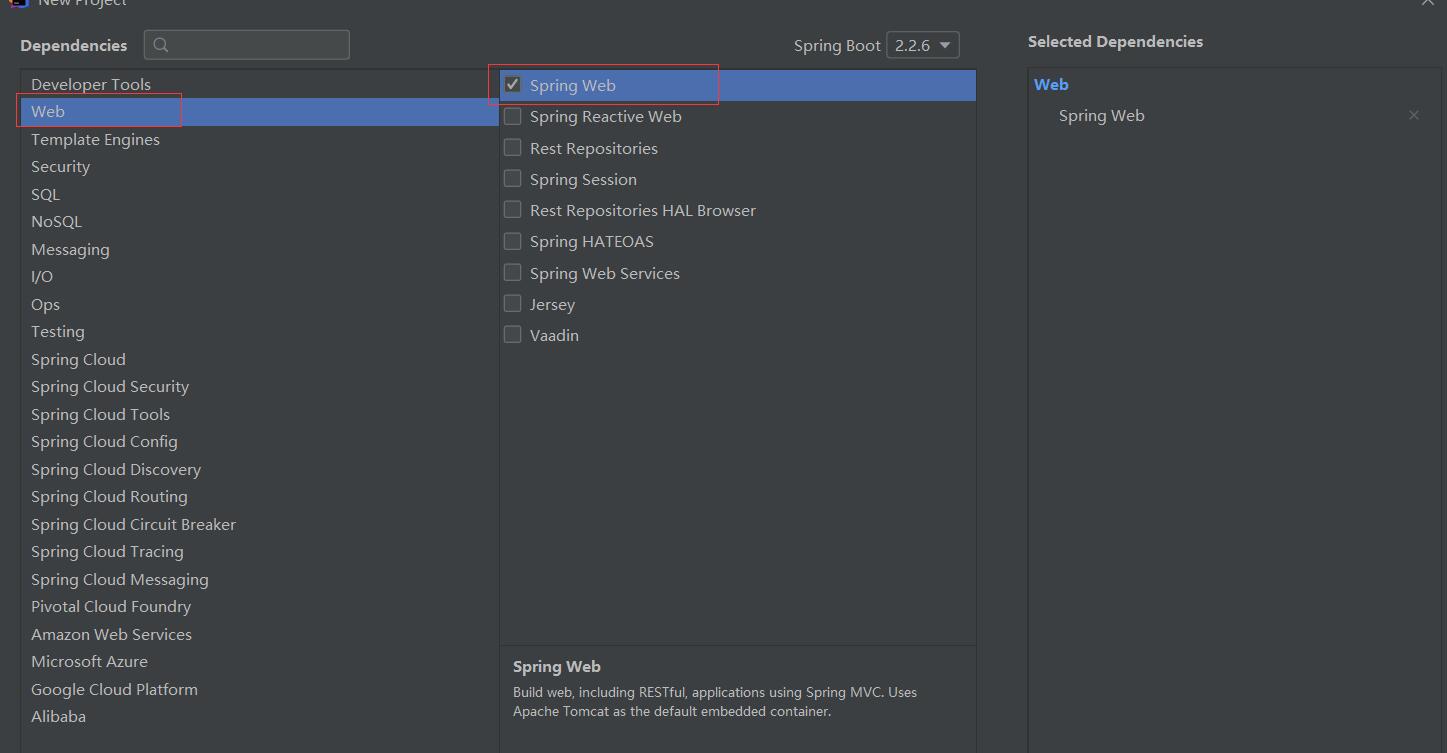 New Project
Dependencies
Spring Boot 2.2.6
Selected Dependencies
Developer Tools
Web
Template Engines
Security
SQL
NoSQL
Messaging
I/O
Ops
Testing
Spring Cloud
Spring Cloud Security
Spring Cloud Tools
Spring Cloud Config
Spring Cloud Discovery
Spring Cloud Routing
Spring Cloud Circuit Breaker
Spring Cloud Tracing
Spring Cloud Messaging
Pivotal Cloud Foundry
Amazon Web Services
Microsoft Azure
Google Cloud Platform
Alibaba
Spring Web
Spring Reactive Web
Rest Repositories
Spring Session
Rest Repositories HAL Browser
Spring HATEOAS
Spring Web Services
Jersey
Vaadin
Spring Web
Build web, including RESTful, applications using Spring MVC. Uses
Apache Tomcat as the default embedded container.
Web
Spring Web